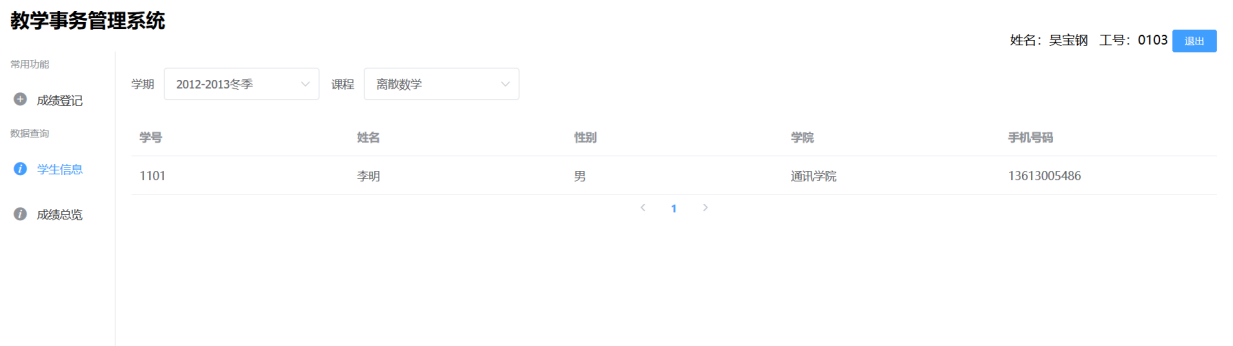 教学事务管理系统
姓名：吴宝钢 工号：0103 退出
常用功能
成绩登记
数据查询
学生信息
成绩总览
学期 2012-2013冬季 课程 离散数学
学号 姓名 性别 学院 手机号码
1101 李明 男 通讯学院 13613005486
1